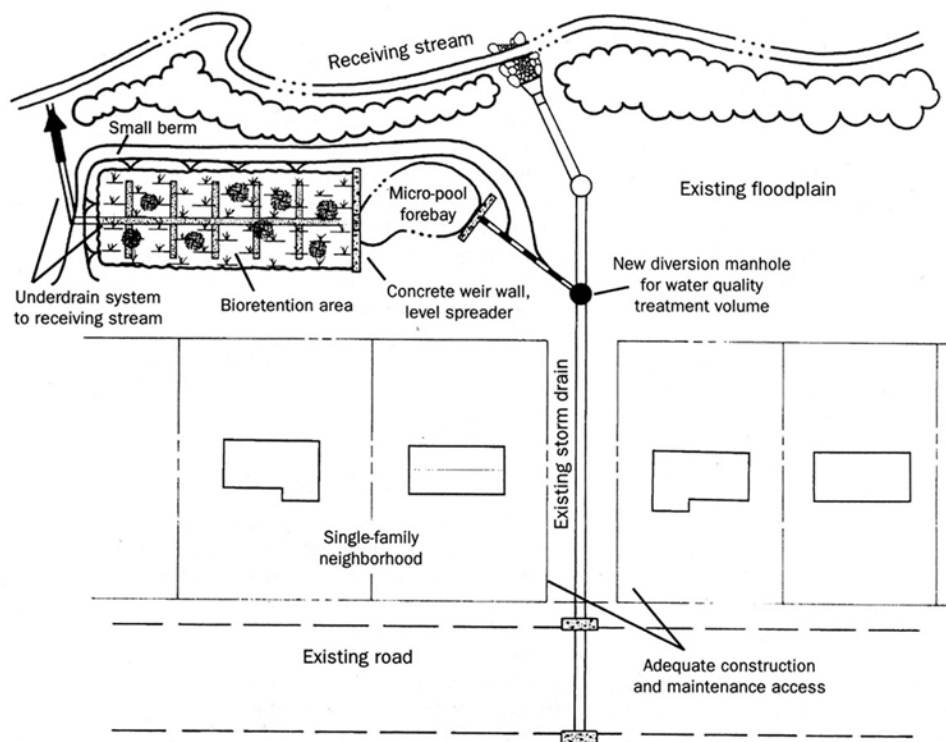 Receiving stream
Small berm
Micro-pool
forebay
Existing floodplain
Underdrain system
to receiving stream
Bioretention area
Concrete weir wall,
level spreader
New diversion manhole
for water quality
treatment volume
Existing storm drain
Single-family
neighborhood
Existing road
Adequate construction
and maintenance access